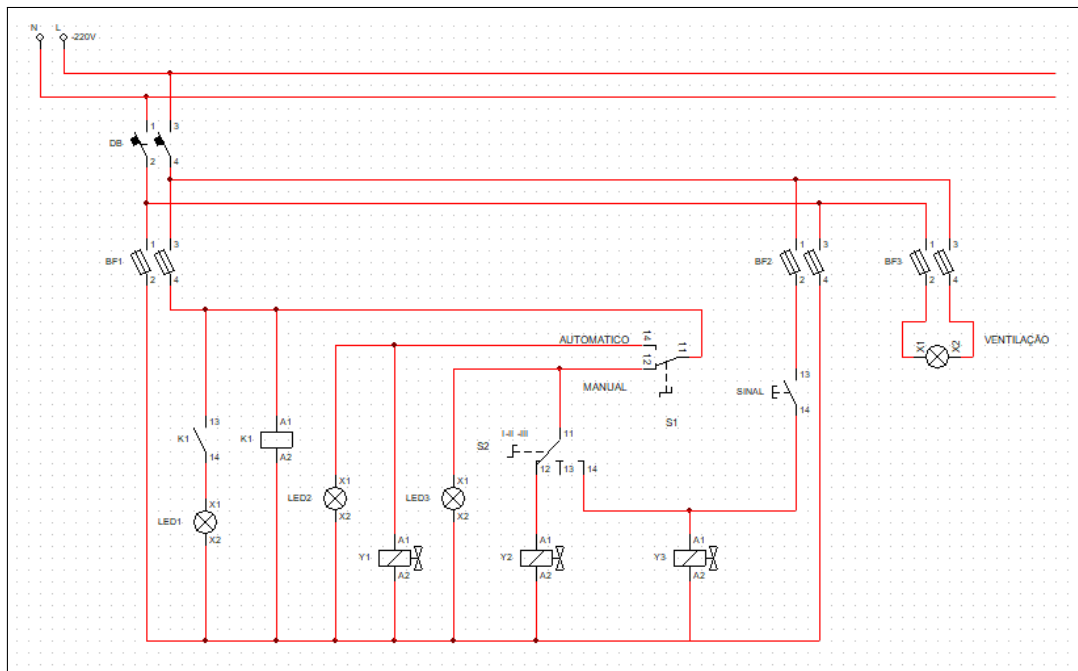 N L -220V
1 3
DB
2 4
1 3
BF1
2 4
1 3
BF2
2 4
1 3
BF3
2 4
AUTOMATICO
14
11
12
MANUAL
S1
X1
X2
VENTILAÇÃO
13
SINAL
14
13
K1
14
A1
K1
A2
S2
I-II -III
11
12
13
14
X1
LED1
X2
X1
LED2
X2
X1
LED3
X2
A1
Y1
A2
A1
Y2
A2
A1
Y3
A2